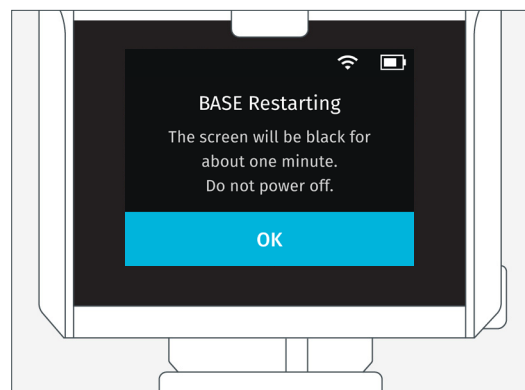 BASE Restarting
The screen will be black for
about one minute.
Do not power off.
OK